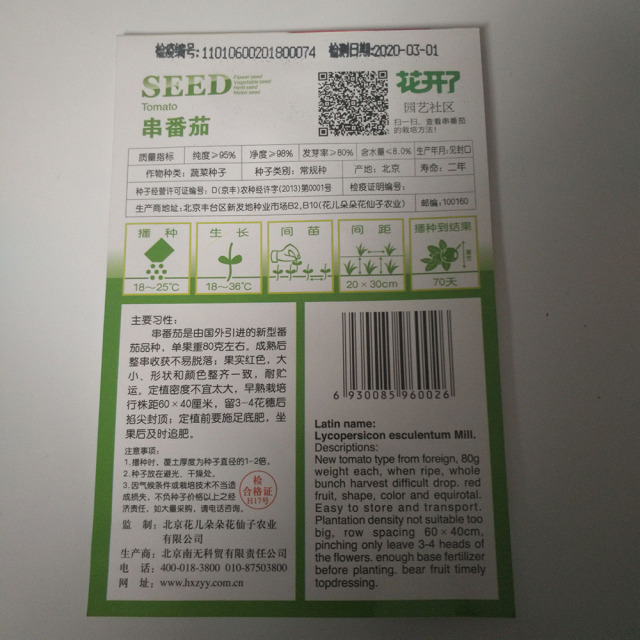 检疫编号:11010600201800074 检测日期:2020-03-01
SEED
Flower seed
Vegetable seed
Herb seed
Melon seed
Tomato
串番茄
花开了
园艺社区
扫一扫，查看串番茄
的栽培方法！
质量指标 纯度≥95% 净度≥98% 发芽率≥80% 含水量≤8.0% 生产年月:见封口
作物种类: 蔬菜种子 种子类别: 常规种 产地: 北京 寿命: 二年
种子经营许可证编号: D(京丰)农种经许字(2013)第0001号 检疫证明编号:
生产商地址:北京丰台区新发地种业市场B2,B10(花儿朵朵花仙子农业) 邮编:100160
播种 生长 间苗 间距 播种到结果
18～25℃ 18～36℃ 20×30cm 70天
主要习性:
串番茄是由国外引进的新型番
茄品种，单果重80克左右。成熟后
整串收获不易脱落；果实红色，大
小、形状和颜色整齐一致，耐贮
运。定植密度不宜太大，早熟栽培
行株距60×40厘米，留3-4花穗后
掐尖封顶；定植前要施足底肥，坐
果后及时追肥。
注意事项:
1. 播种时、覆土厚度为种子直径的1-2倍。
2. 种子放在避光、干燥处。
3. 因气候条件或栽培技术不当造
成损失、不负种子价格以上之经
济责任，如大量采购，请电话咨询。
检
合格证
H17号
监 制: 北京花儿朵朵花仙子农业
有限公司
生产商: 北京南无科贸有限责任公司
电 话: 400-018-3800 010-87503800
网 址: www.hxzyy.com.cn
6930085960026
Latin name:
Lycopersicon esculentum Mill.
Descriptions:
New tomato type from foreign, 80g
weight each, when ripe, whole
bunch harvest difficult drop. red
fruit, shape, color and equirotal.
Easy to store and transport.
Plantation density not suitable too
big, row spacing 60×40cm,
pinching only leave 3-4 heads of
the flowers. enough base fertilizer
before planting. bear fruit timely
topdressing.